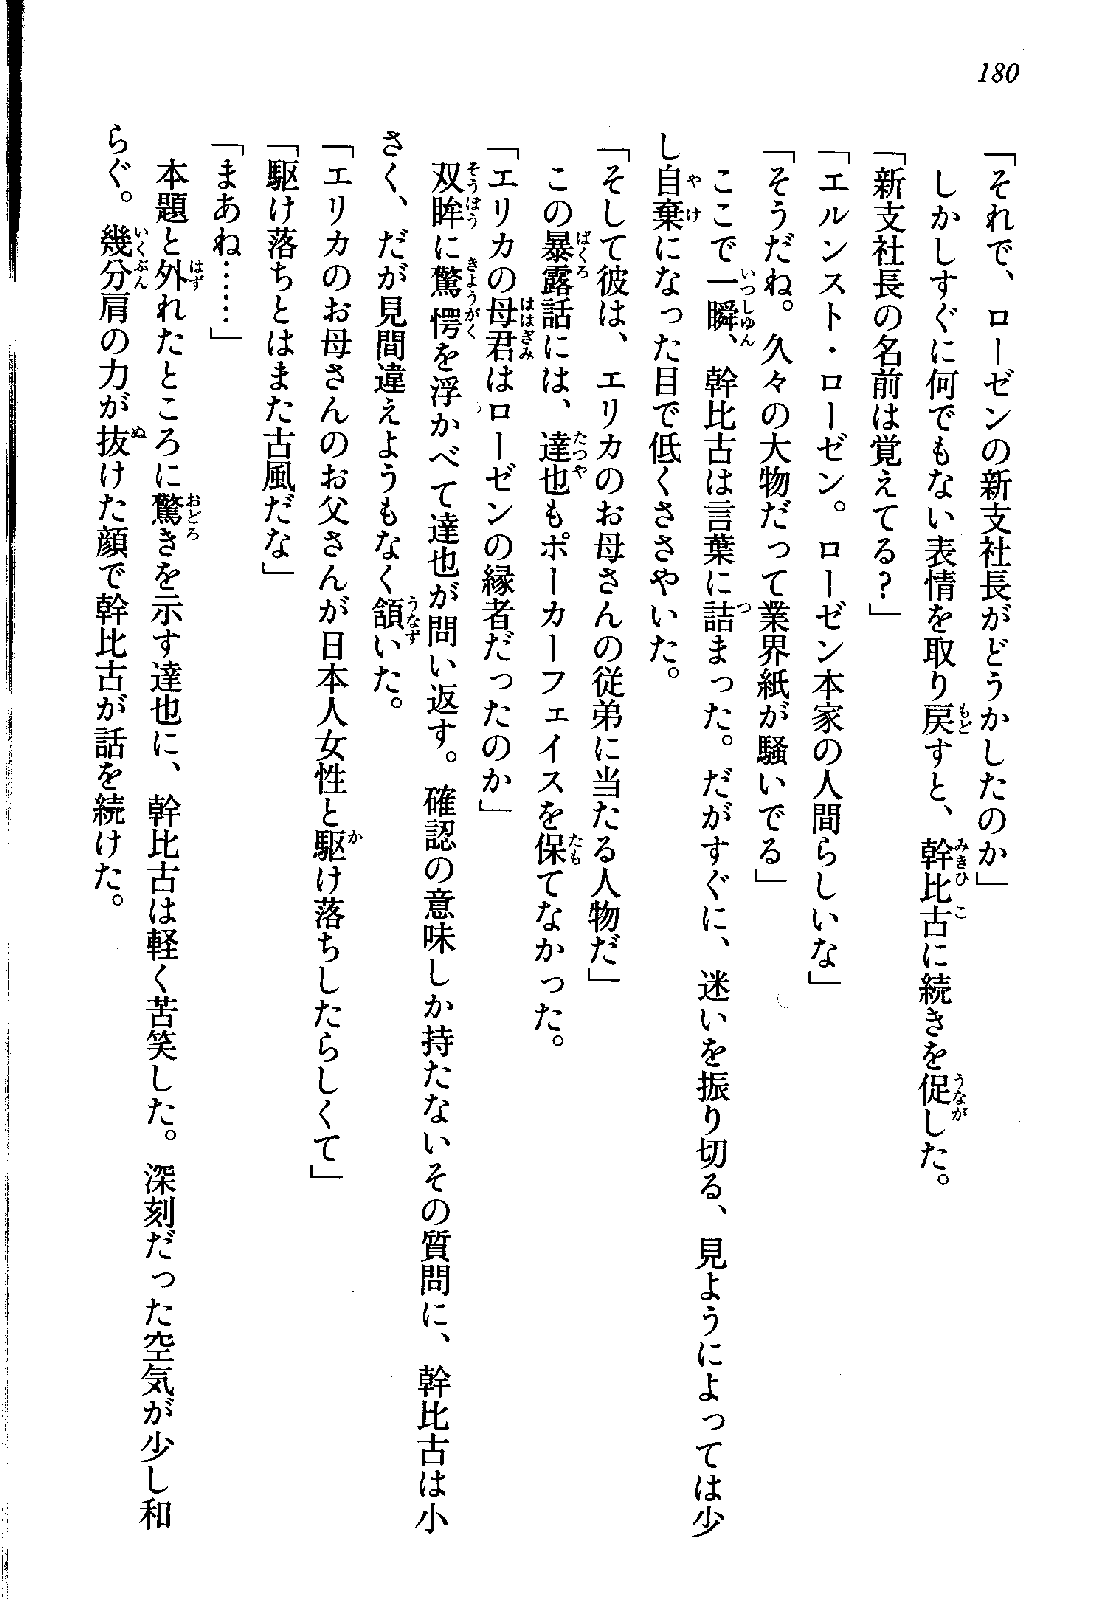 180
「それで、ローゼンの新支社長がどうかしたのか」
しかしすぐに何でもない表情を取り戻すと、幹比古に続きを促した。
「新支社長の名前は覚えてる？」
「エルンスト・ローゼン。ローゼン本家の人間らしいな」
「そうだね。久々の大物だって業界紙が騒いでる」
ここで一瞬、幹比古は言葉に詰まった。だがすぐに、迷いを振り切る、見ようによっては少
し自棄になった目で低くささやいた。
「そして彼は、エリカのお母さんの従弟に当たる人物だ」
この暴露話には、達也もポーカーフェイスを保てなかった。
「エリカの母君はローゼンの縁者だったのか」
双眸に驚愕を浮かべて達也が問い返す。確認の意味しか持たないその質問に、幹比古は小
さく、だが見間違えようもなく頷いた。
「エリカのお母さんのお父さんが日本人女性と駆け落ちしたらしくて」
「駆け落ちとはまた古風だな」
「まあね……」
本題と外れたところに驚きを示す達也に、幹比古は軽く苦笑した。深刻だった空気が少し和
らぐ。幾分肩の力が抜けた顔で幹比古が話を続けた。